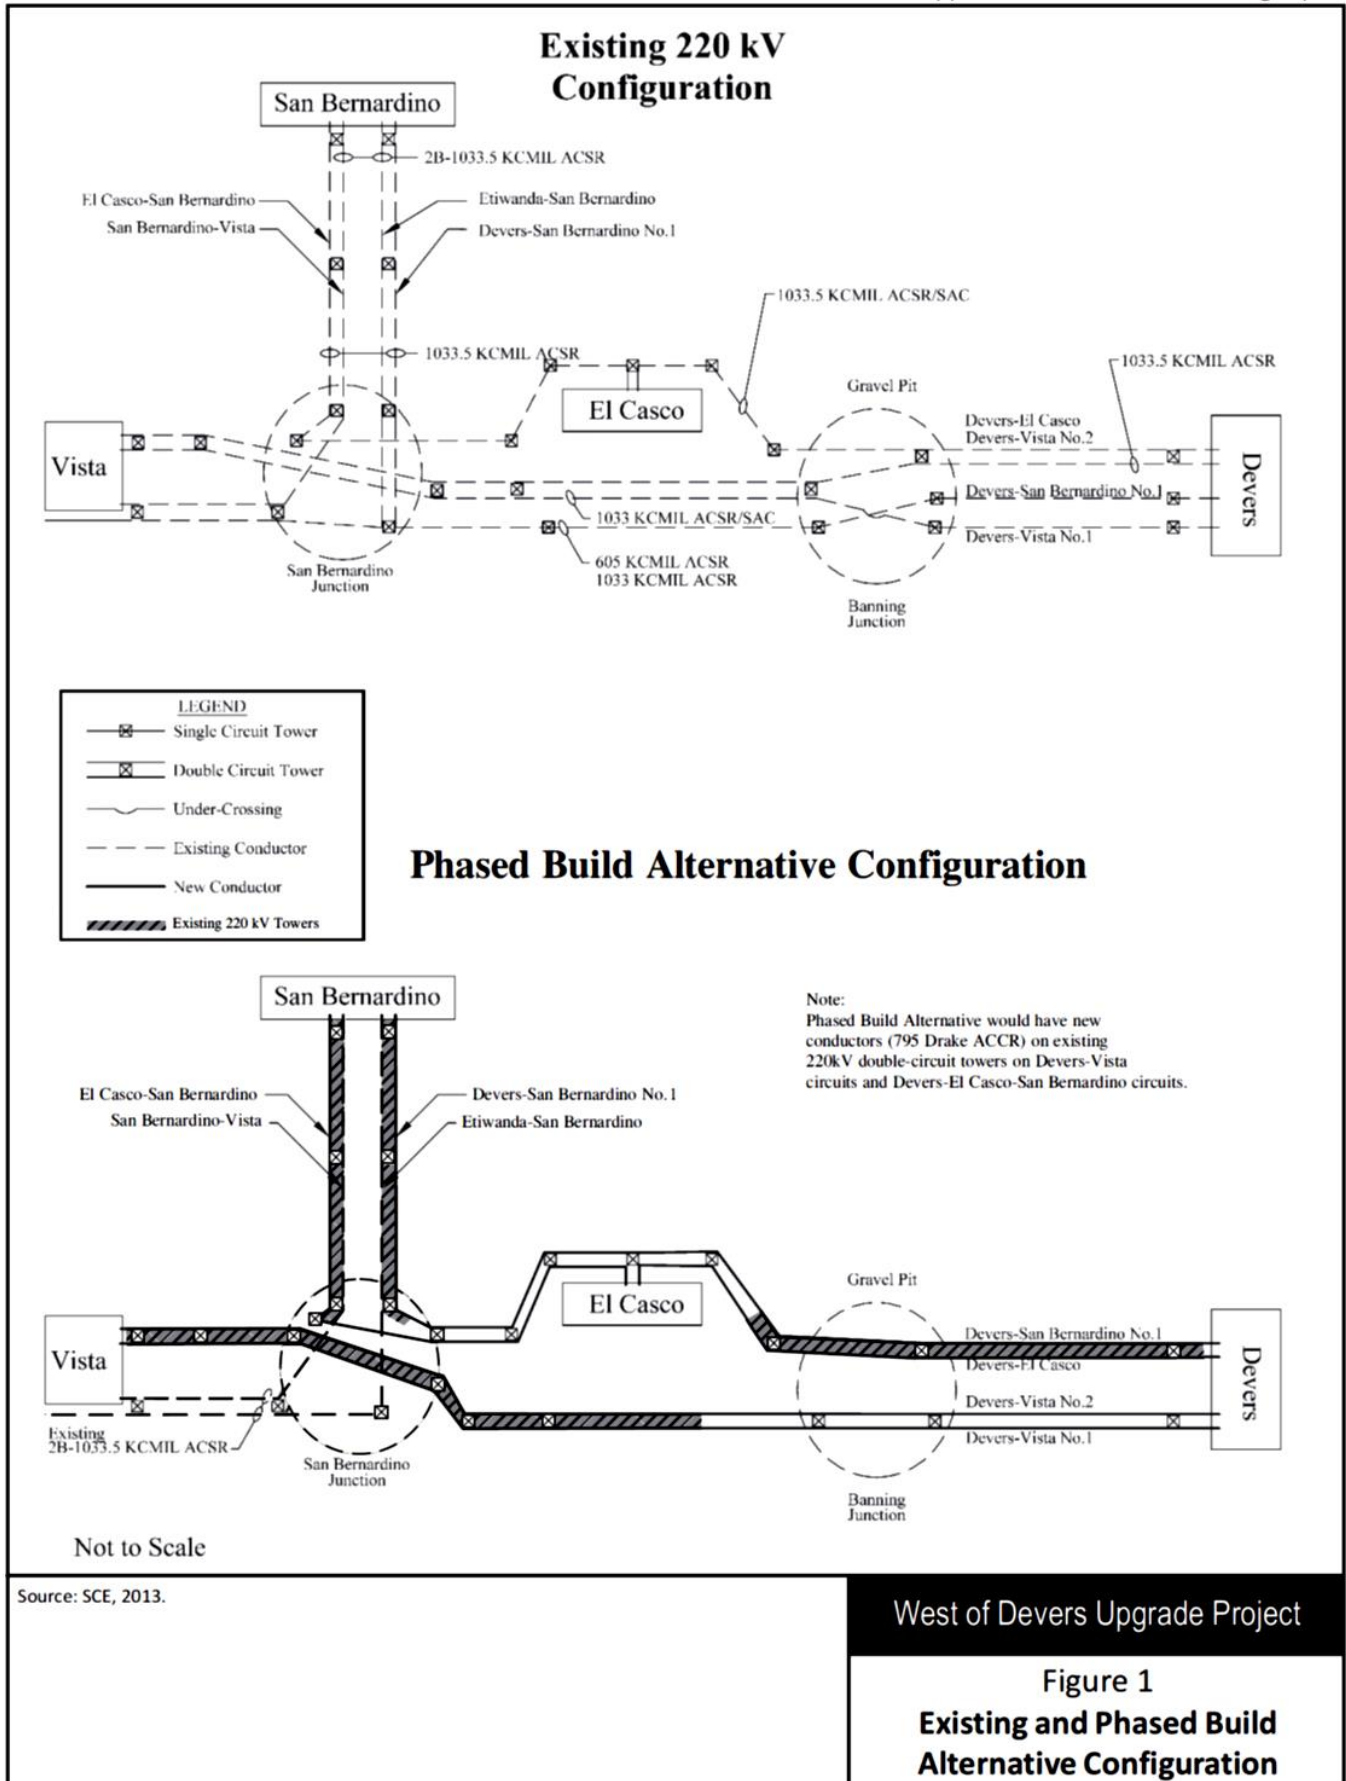 Existing 220 kV
Configuration
San Bernardino
2B-1033.5 KCMIL ACSR
El Casco-San Bernardino
Etiwanda-San Bernardino
San Bernardino-Vista
Devers-San Bernardino No.1
1033.5 KCMIL ACSR/SAC
1033.5 KCMIL ACSR
1033.5 KCMIL ACSR
Gravel Pit
El Casco
Devers-El Casco
Devers-Vista No.2
Vista
Devers
Devers-San Bernardino No.1
1033 KCMIL ACSR/SAC
Devers-Vista No.1
605 KCMIL ACSR
1033 KCMIL ACSR
San Bernardino
Junction
Banning
Junction
LEGEND
Single Circuit Tower
Double Circuit Tower
Under-Crossing
Existing Conductor
New Conductor
Existing 220 kV Towers
Phased Build Alternative Configuration
San Bernardino
Note:
Phased Build Alternative would have new
conductors (795 Drake ACCR) on existing
220kV double-circuit towers on Devers-Vista
circuits and Devers-El Casco-San Bernardino circuits.
El Casco-San Bernardino
Devers-San Bernardino No.1
San Bernardino-Vista
Etiwanda-San Bernardino
Gravel Pit
El Casco
Devers-San Bernardino No.1
Vista
Devers-El Casco
Devers
Devers-Vista No.2
Existing
2B-1033.5 KCMIL ACSR
Devers-Vista No.1
San Bernardino
Junction
Banning
Junction
Not to Scale
Source: SCE, 2013.
West of Devers Upgrade Project
Figure 1
Existing and Phased Build
Alternative Configuration